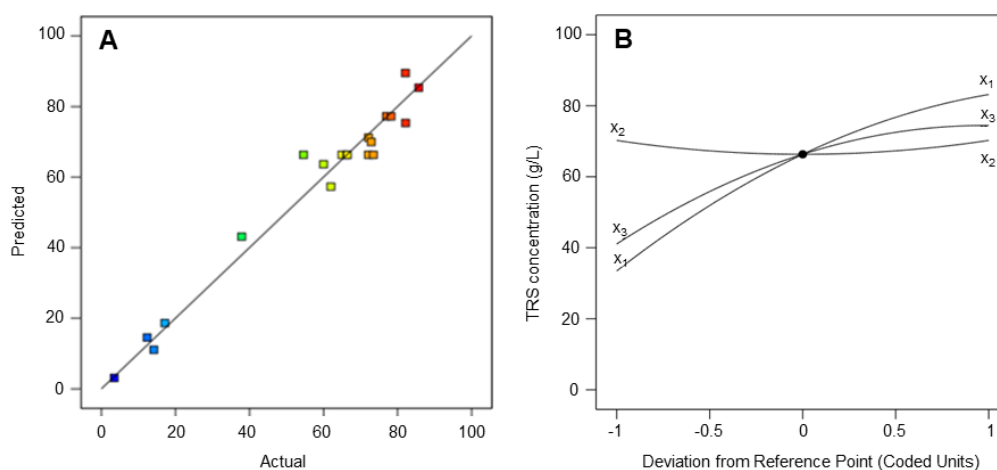 A
100
80
60
40
20
0
Predicted
0 20 40 60 80 100
Actual
B
100
80
60
40
20
0
TRS concentration (g/L)
x₂
x₃
x₁
x₁
x₃
x₂
-1 -0.5 0 0.5 1
Deviation from Reference Point (Coded Units)